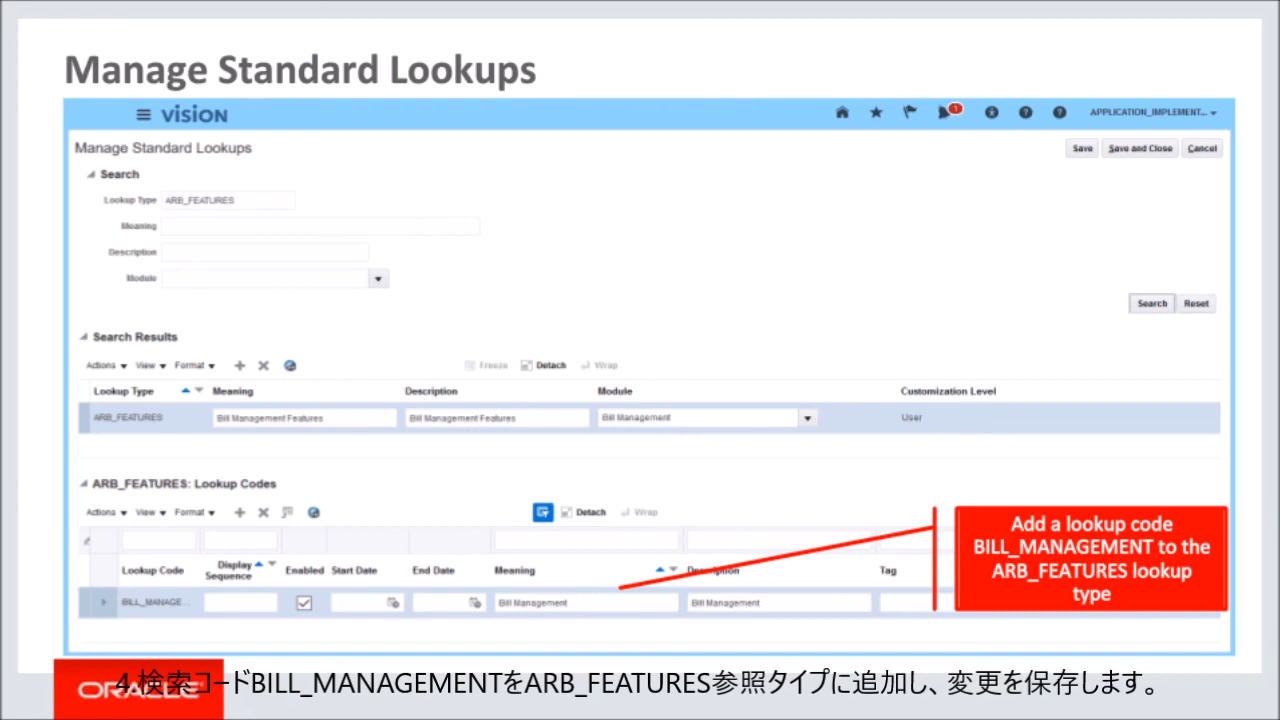 Manage Standard Lookups
VISION
1
APPLICATION_IMPLEMENT...
Manage Standard Lookups
Save
Save and Close
Cancel
Search
Lookup Type ARB_FEATURES
Meaning
Description
Module
Search
Reset
Search Results
Actions View Format Freeze Detach Wrap
Lookup Type Meaning Description Module Customization Level
ARB_FEATURES Bill Management Features Bill Management Features Bill Management User
ARB_FEATURES: Lookup Codes
Actions View Format Detach Wrap
Lookup Code Display Sequence Enabled Start Date End Date Meaning Description Tag
BILL_MANAGE... Bill Management Bill Management
Add a lookup code
BILL_MANAGEMENT to the
ARB_FEATURES lookup
type
ORACLE
4.検索コードBILL_MANAGEMENTをARB_FEATURES参照タイプに追加し、変更を保存します。